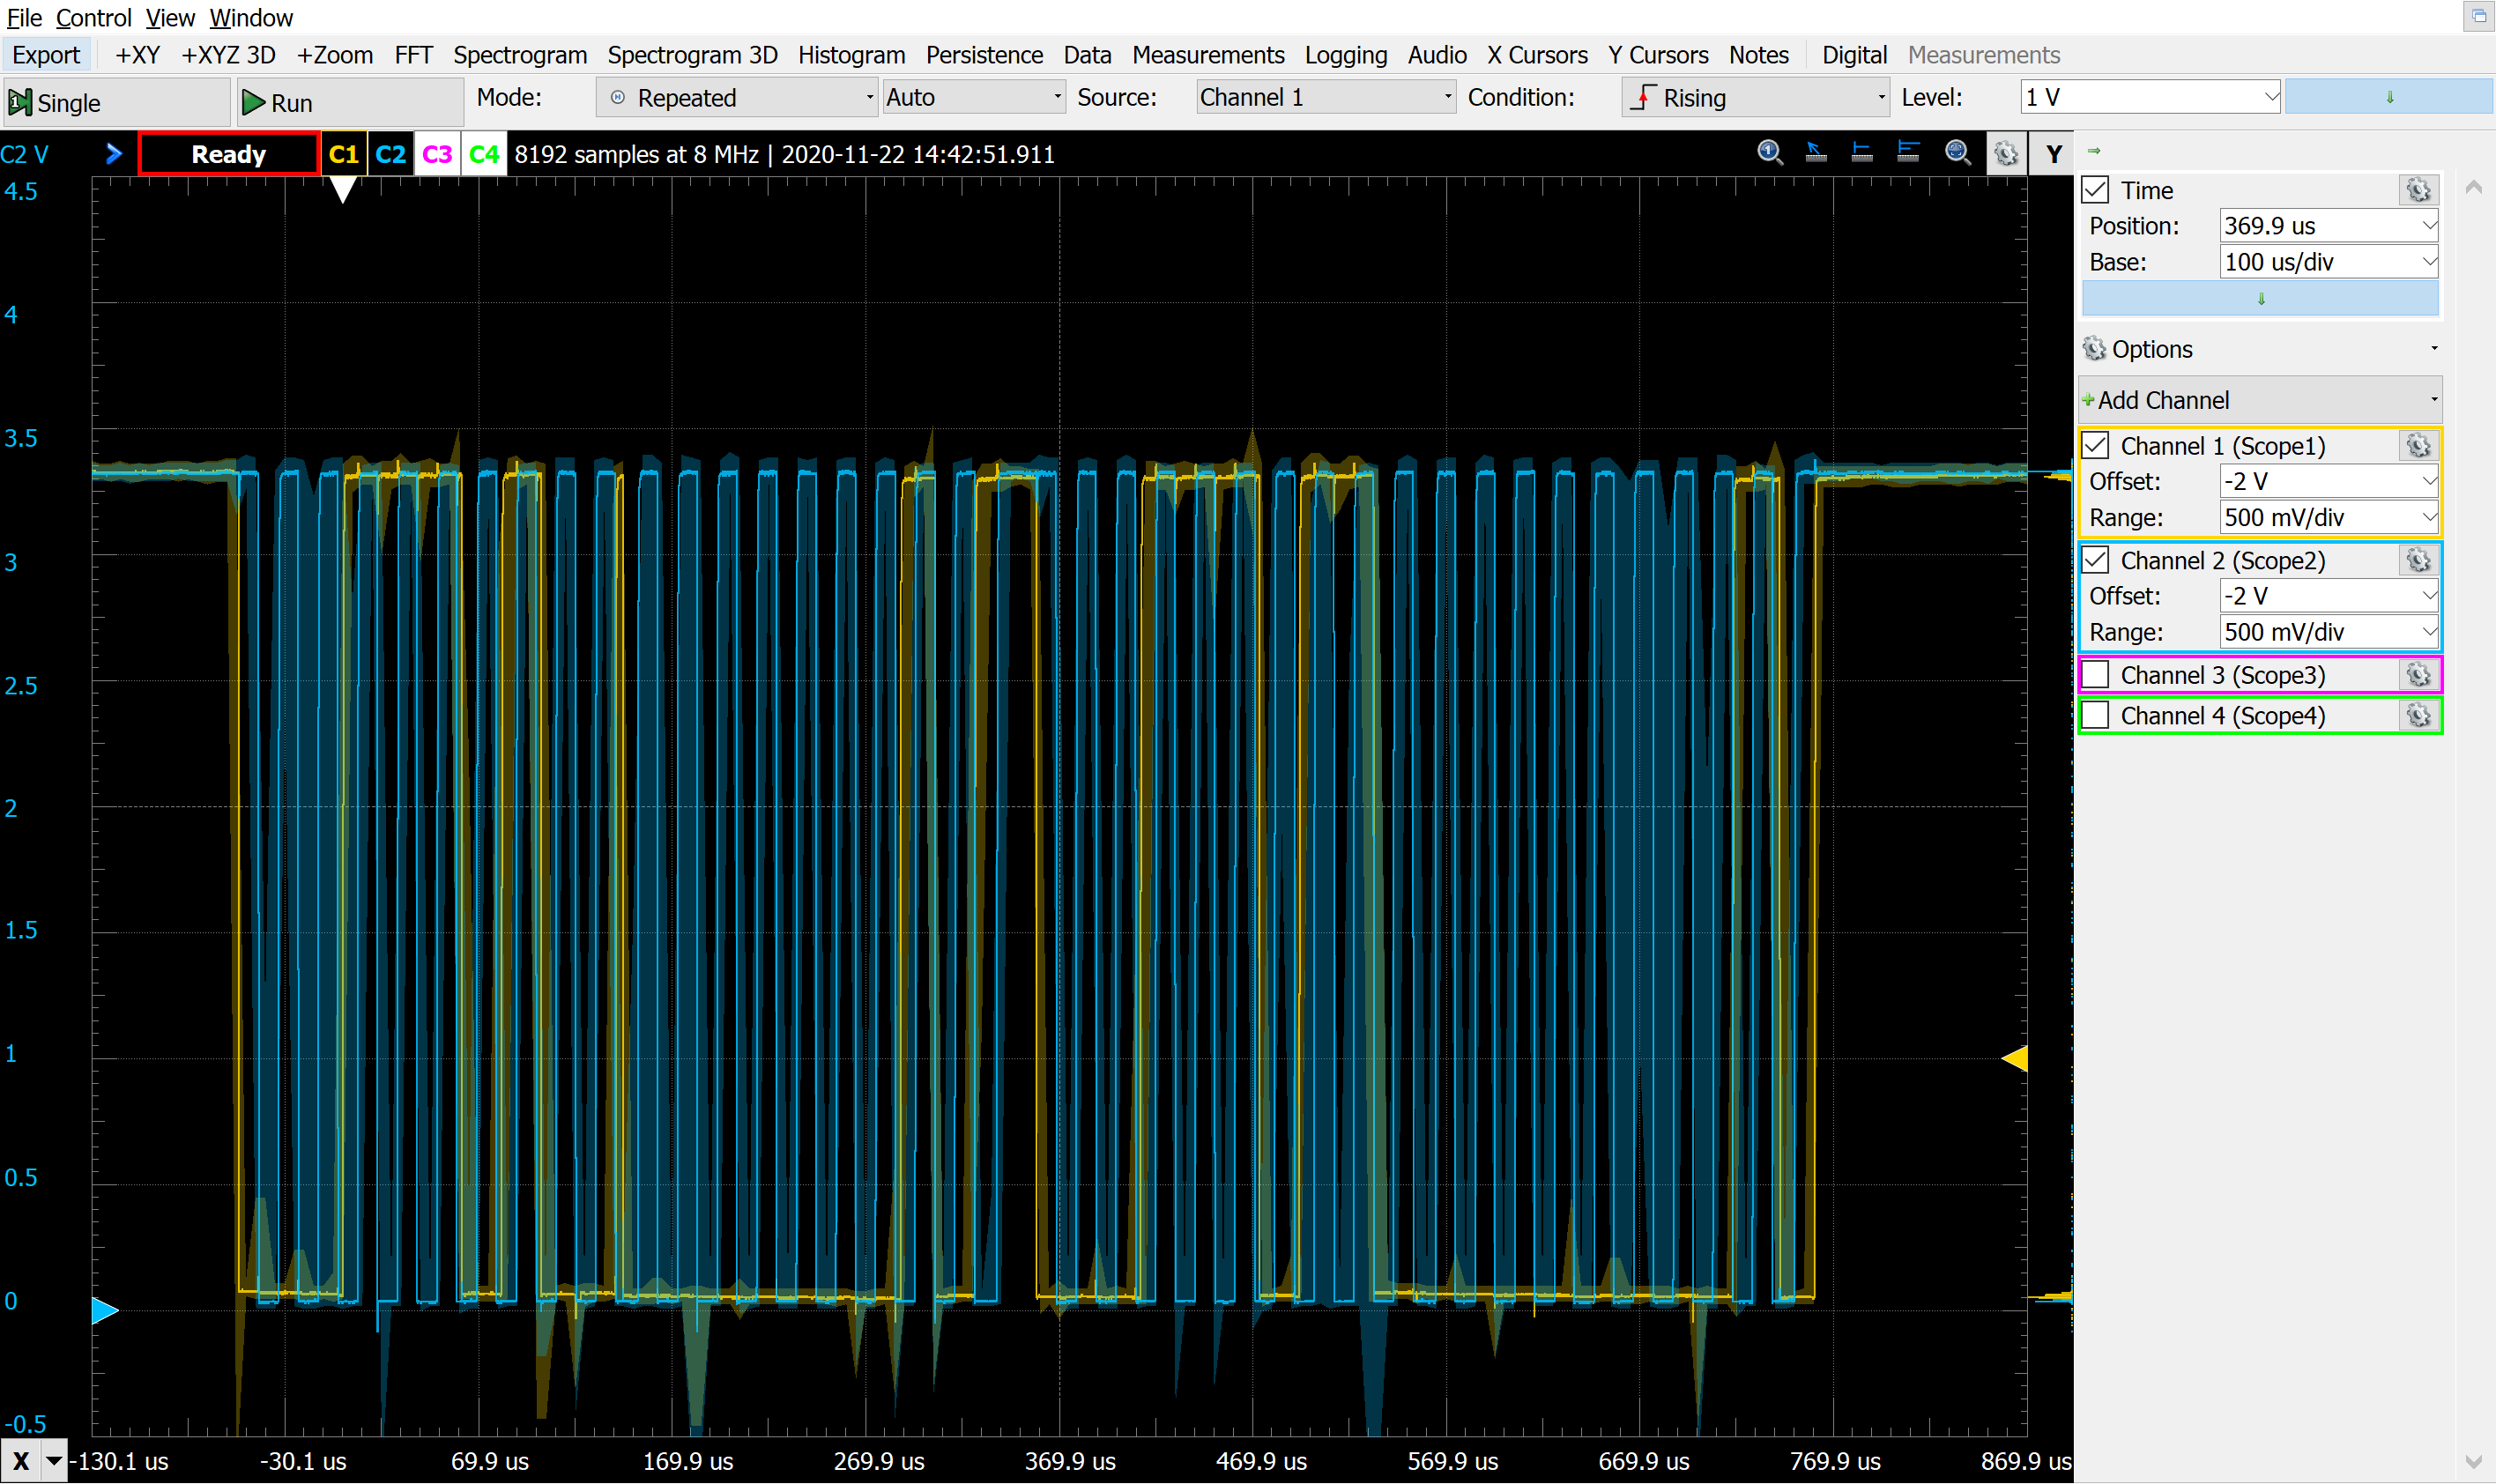 File Control View Window
Export +XY +XYZ 3D +Zoom FFT Spectrogram Spectrogram 3D Histogram Persistence Data Measurements Logging Audio X Cursors Y Cursors Notes Digital Measurements
1 Single Run Mode: Repeated Auto Source: Channel 1 Condition: Rising Level: 1 V
C2 V Ready C1 C2 C3 C4 8192 samples at 8 MHz | 2020-11-22 14:42:51.911 Y
4.5
4
3.5
3
2.5
2
1.5
1
0.5
0
-0.5
X -130.1 us -30.1 us 69.9 us 169.9 us 269.9 us 369.9 us 469.9 us 569.9 us 669.9 us 769.9 us 869.9 us
Time
Position: 369.9 us
Base: 100 us/div
Options
Add Channel
Channel 1 (Scope1)
Offset: -2 V
Range: 500 mV/div
Channel 2 (Scope2)
Offset: -2 V
Range: 500 mV/div
Channel 3 (Scope3)
Channel 4 (Scope4)